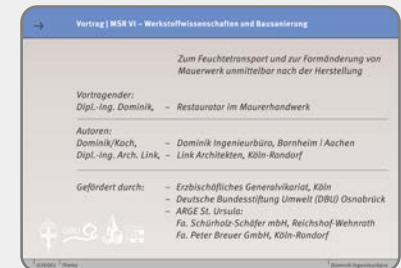 → Vortrag | MSR VI – Werkstoffwissenschaften und Bausanierung
Zum Feuchtetransport und zur Formänderung von
Mauerwerk unmittelbar nach der Herstellung
Vortragender:
Dipl.-Ing. Dominik, – Restaurator im Maurerhandwerk
Autoren:
Dominik/Koch, – Dominik Ingenieurbüro, Bornheim | Aachen
Dipl.-Ing. Arch. Link, – Link Architekten, Köln-Rondorf
Gefördert durch: – Erzbischöfliches Generalvikariat, Köln
– Deutsche Bundesstiftung Umwelt (DBU) Osnabrück
– ARGE St. Ursula:
Fa. Schürholz-Schäfer mbH, Reichshof-Wehnrath
Fa. Peter Breuer GmbH, Köln-Rondorf
DBU
Dominik Ingenieurbüro